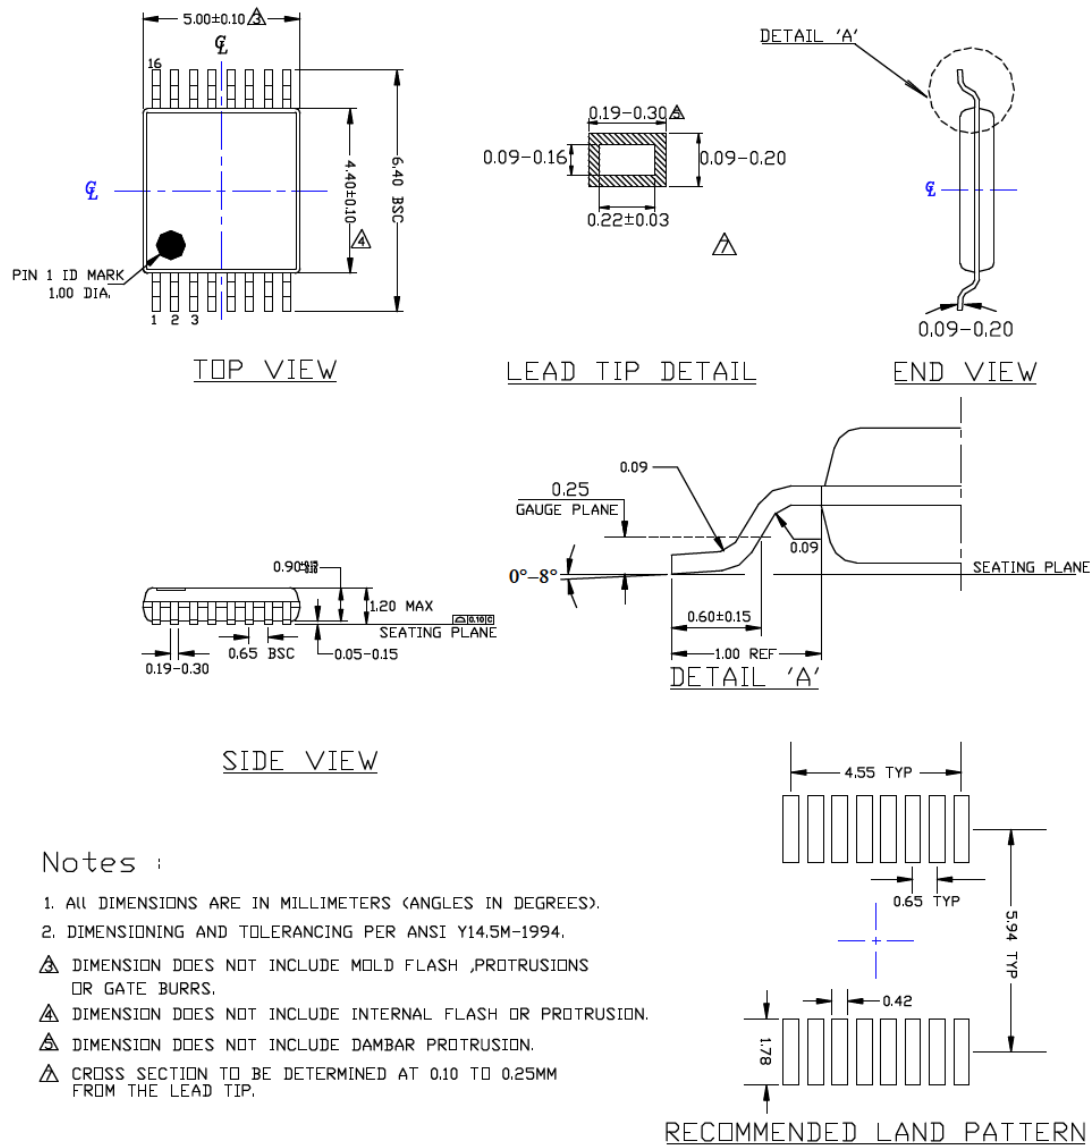 5.00±0.10 3
℄
16
4.40±0.10
4
6.40 BSC
℄
PIN 1 ID MARK
1.00 DIA.
1 2 3
TOP VIEW
0.19-0.30 5
0.09-0.16
0.09-0.20
0.22±0.03
7
LEAD TIP DETAIL
DETAIL 'A'
℄
0.09-0.20
END VIEW
0.90
1.20 MAX
0.10 C
SEATING PLANE
0.65 BSC
0.05-0.15
0.19-0.30
SIDE VIEW
0.09
0.25
GAUGE PLANE
0.09
0°-8°
SEATING PLANE
0.60±0.15
1.00 REF
DETAIL 'A'
4.55 TYP
0.65 TYP
5.94 TYP
0.42
1.78
RECOMMENDED LAND PATTERN
Notes :
1. All DIMENSIONS ARE IN MILLIMETERS (ANGLES IN DEGREES).
2. DIMENSIONING AND TOLERANCING PER ANSI Y14.5M-1994.
3 DIMENSION DOES NOT INCLUDE MOLD FLASH ,PROTRUSIONS
OR GATE BURRS.
4 DIMENSION DOES NOT INCLUDE INTERNAL FLASH OR PROTRUSION.
5 DIMENSION DOES NOT INCLUDE DAMBAR PROTRUSION.
7 CROSS SECTION TO BE DETERMINED AT 0.10 TO 0.25MM
FROM THE LEAD TIP.